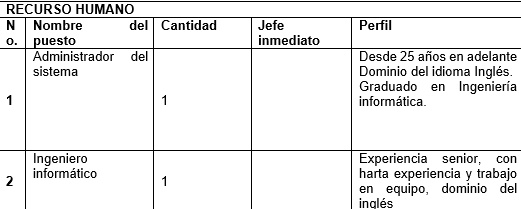 RECURSO HUMANO
N
o.
Nombre del
puesto
Cantidad
Jefe
inmediato
Perfil
1
Administrador del
sistema
1
Desde 25 años en adelante
Dominio del idioma Inglés.
Graduado en Ingeniería
informática.
2
Ingeniero
informático
1
Experiencia senior, con
harta experiencia y trabajo
en equipo, dominio del
inglés